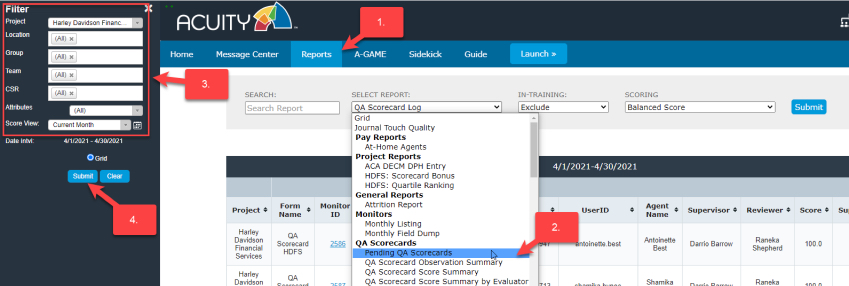 Filter
Project
Harley Davidson Financ...
Location
(All) x
Group
(All) x
Team
(All) x
CSR
(All) x
Attributes
(All)
Score View:
Current Month
Date Intvl:
4/1/2021 - 4/30/2021
Grid
Submit
Clear
4.
3.
ACUITY
1.
Home
Message Center
Reports
A-GAME
Sidekick
Guide
Launch »
SEARCH:
SELECT REPORT:
IN-TRAINING:
SCORING
Search Report
QA Scorecard Log
Exclude
Balanced Score
Submit
Grid
Journal Touch Quality
Pay Reports
At-Home Agents
Project Reports
ACA DECM DPH Entry
HDFS: Scorecard Bonus
HDFS: Quartile Ranking
General Reports
Attrition Report
Monitors
Monthly Listing
Monthly Field Dump
QA Scorecards
Pending QA Scorecards
QA Scorecard Observation Summary
QA Scorecard Score Summary
QA Scorecard Score Summary by Evaluator
2.
4/1/2021-4/30/2021
Project
Form Name
Monitor ID
UserID
Agent Name
Supervisor
Reviewer
Score
Harley Davidson Financial Services
QA Scorecard HDFS
2586
antoinette.best
Antoinette Best
Darrio Barrow
Raneka Shepherd
100.0
Harley Davidson
QA Scorecard
Shamika
Darrio Barrow
Raneka
100.0